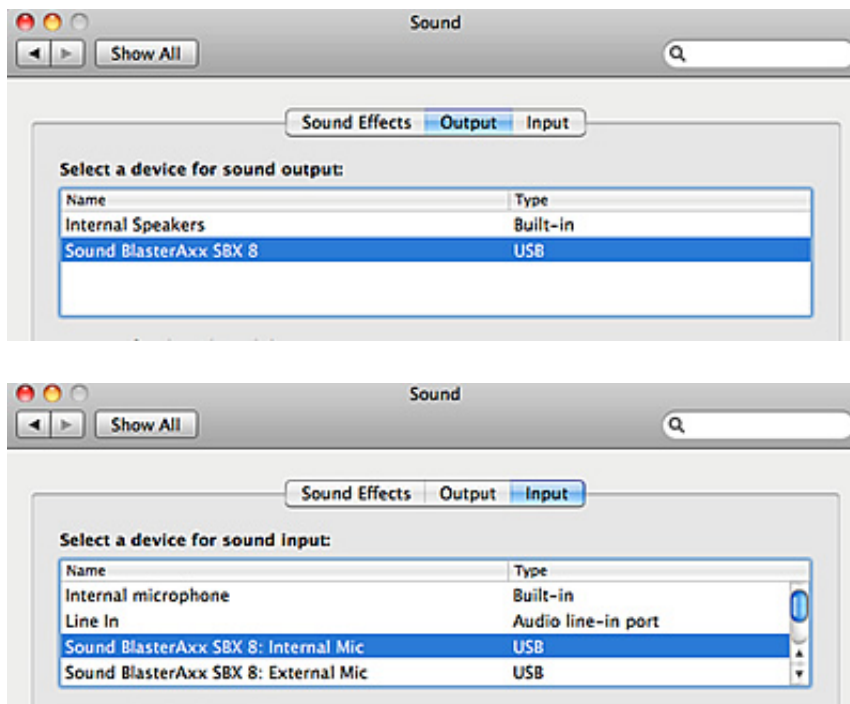 Sound
Show All
Sound Effects Output Input
Select a device for sound output:
Name Type
Internal Speakers Built-in
Sound BlasterAxx SBX 8 USB
Sound
Show All
Sound Effects Output Input
Select a device for sound input:
Name Type
Internal microphone Built-in
Line In Audio line-in port
Sound BlasterAxx SBX 8: Internal Mic USB
Sound BlasterAxx SBX 8: External Mic USB